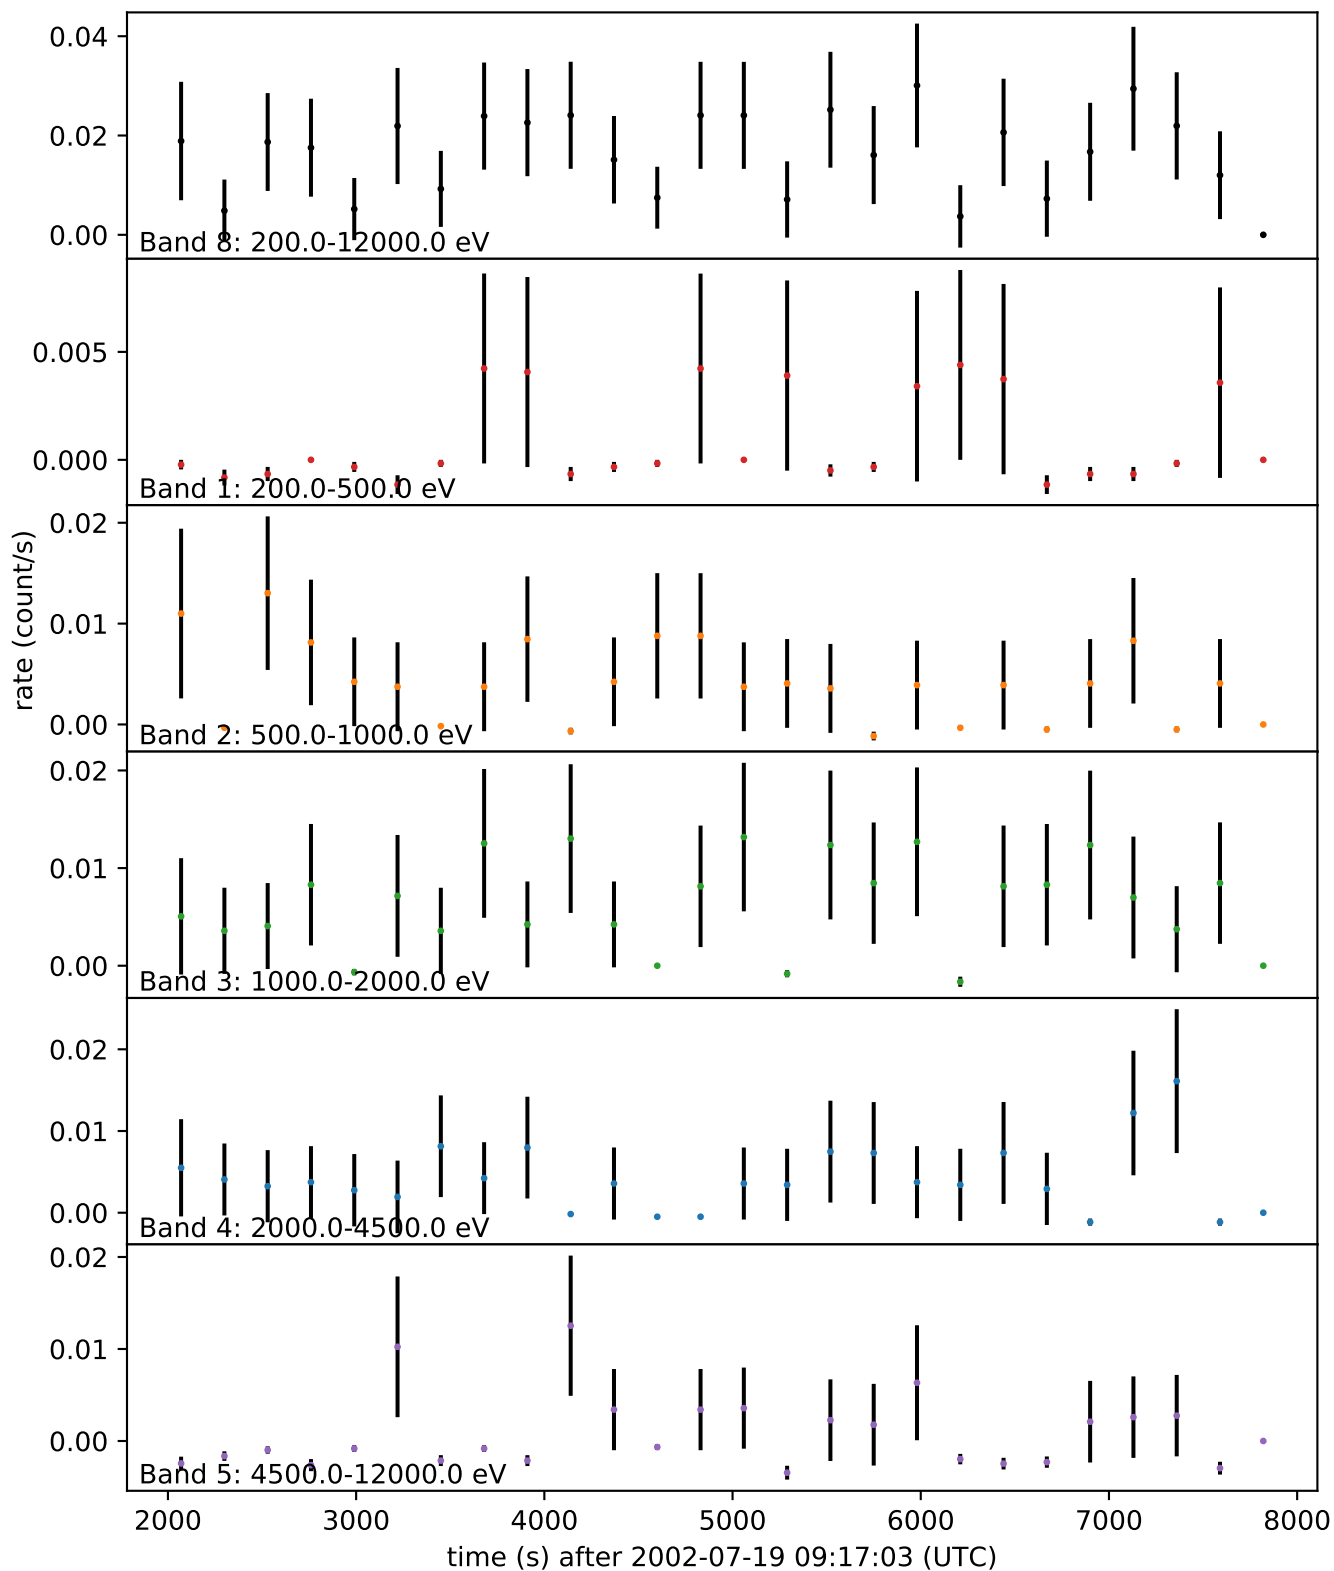 0.04
0.02
0.00
Band 8: 200.0-12000.0 eV
0.005
0.000
Band 1: 200.0-500.0 eV
0.02
0.01
0.00
Band 2: 500.0-1000.0 eV
rate (count/s)
0.02
0.01
0.00
Band 3: 1000.0-2000.0 eV
0.02
0.01
0.00
Band 4: 2000.0-4500.0 eV
0.02
0.01
0.00
Band 5: 4500.0-12000.0 eV
2000 3000 4000 5000 6000 7000 8000
time (s) after 2002-07-19 09:17:03 (UTC)